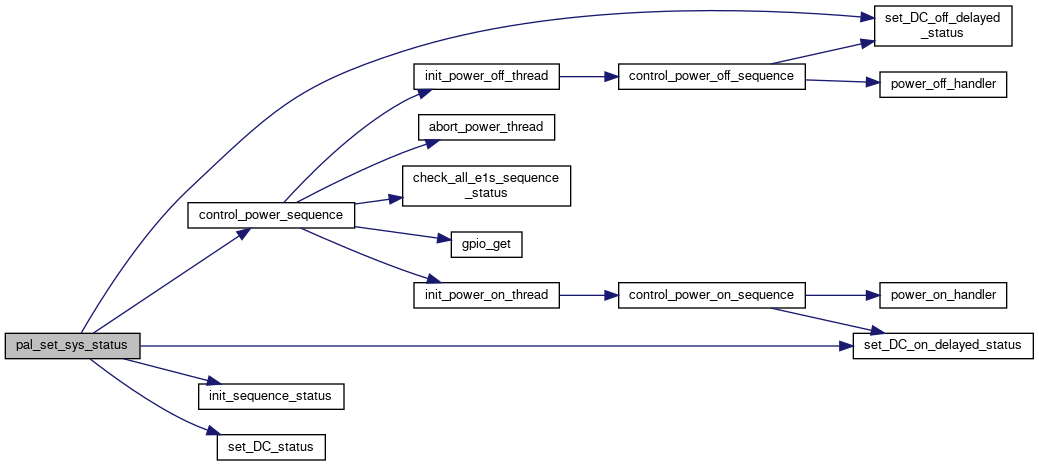 set_DC_off_delayed
_status
init_power_off_thread
control_power_off_sequence
power_off_handler
abort_power_thread
check_all_e1s_sequence
_status
control_power_sequence
gpio_get
init_power_on_thread
control_power_on_sequence
power_on_handler
pal_set_sys_status
set_DC_on_delayed_status
init_sequence_status
set_DC_status